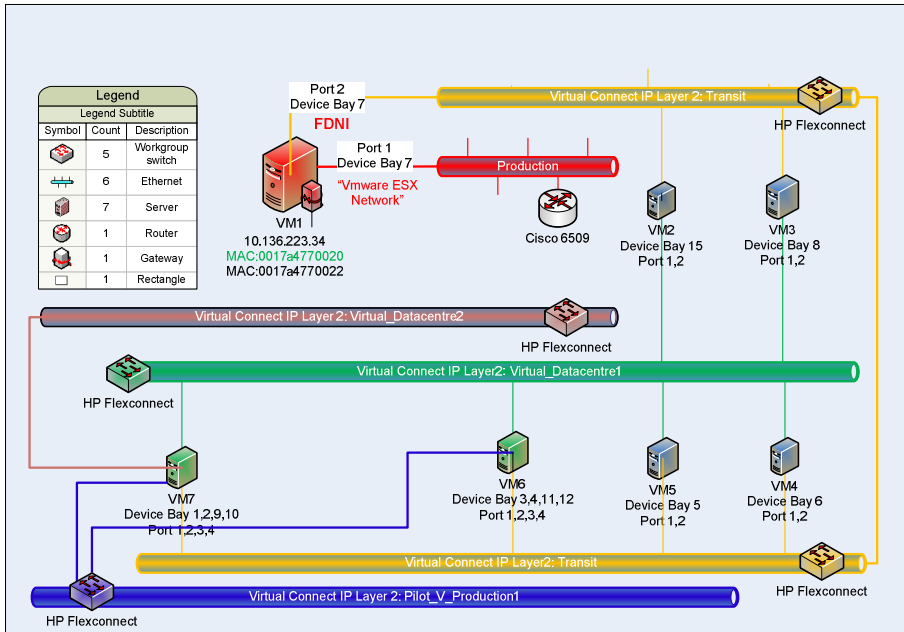 Legend
Legend Subtitle
Symbol Count Description
5 Workgroup
switch
6 Ethernet
7 Server
1 Router
1 Gateway
1 Rectangle
Port 2
Device Bay 7
FDNI
Virtual Connect IP Layer 2: Transit
HP Flexconnect
Port 1
Device Bay 7
"Vmware ESX
Network"
Production
Cisco 6509
VM1
10.136.223.34
MAC:0017a4770020
MAC:0017a4770022
VM2
Device Bay 15
Port 1,2
VM3
Device Bay 8
Port 1,2
Virtual Connect IP Layer 2: Virtual_Datacentre2
HP Flexconnect
Virtual Connect IP Layer2: Virtual_Datacentre1
HP Flexconnect
VM7
Device Bay 1,2,9,10
Port 1,2,3,4
VM6
Device Bay 3,4,11,12
Port 1,2,3,4
VM5
Device Bay 5
Port 1,2
VM4
Device Bay 6
Port 1,2
Virtual Connect IP Layer2: Transit
HP Flexconnect
Virtual Connect IP Layer 2: Pilot_V_Production1
HP Flexconnect